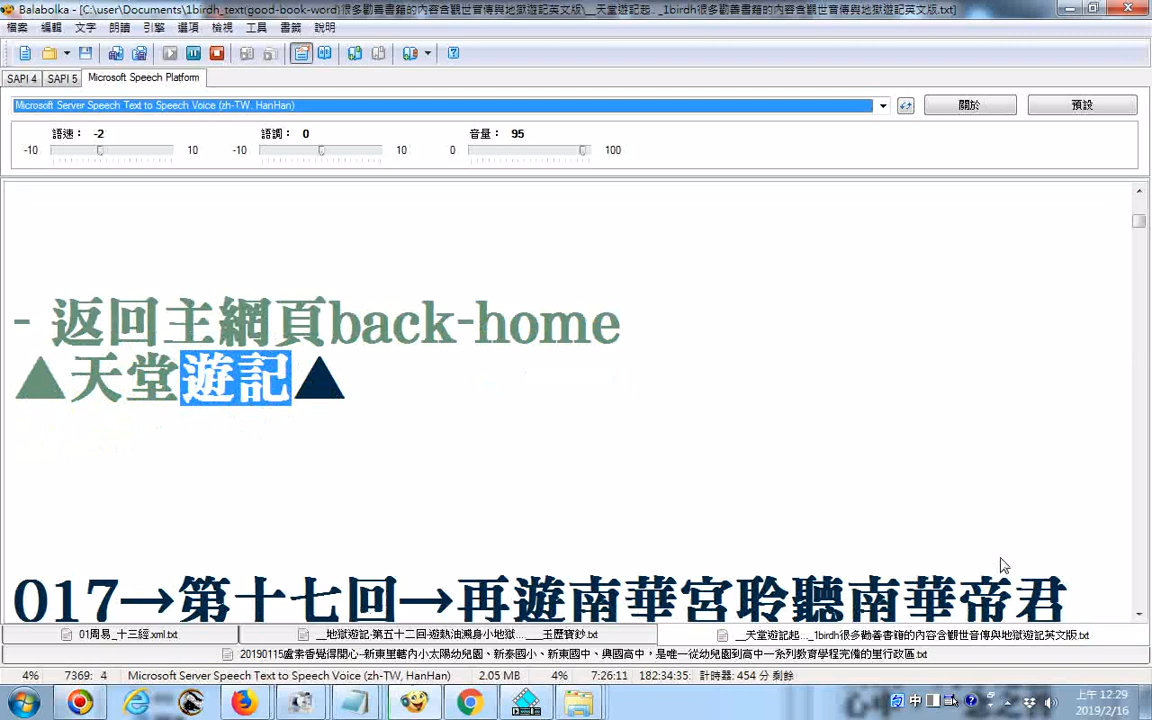 Balabolka - [C:\user\Documents\1birdh_text(good-book-word)很多勸善書籍的內容含觀世音傳與地獄遊記英文版\__天堂遊記起..._1birdh很多勸善書籍的內容含觀世音傳與地獄遊記英文版.txt]
檔案 編輯 文字 朗讀 引擎 選項 檢視 工具 書籤 說明
SAPI 4 SAPI 5 Microsoft Speech Platform
Microsoft Server Speech Text to Speech Voice (zh-TW, HanHan) 關於 預設
語速： -2 語調： 0 音量： 95
-10 10 -10 10 0 100
- 返回主網頁back-home
▲天堂遊記▲
017→第十七回→再遊南華宮聆聽南華帝君
01周易_十三經.xml.txt __地獄遊記-第五十二回-遊熱油濺身小地獄...___玉歷寶鈔.txt __天堂遊記起..._1birdh很多勸善書籍的內容含觀世音傳與地獄遊記英文版.txt
20190115盧素香覺得開心--新東里轄內小太陽幼兒園、新泰國小、新東國中、興國高中，是唯一從幼兒園到高中一系列教育學程完備的里行政區.txt
4% 7369: 4 Microsoft Server Speech Text to Speech Voice (zh-TW, HanHan) 2.05 MB 4% 7:26:11 182:34:35 計時器: 454 分 剩餘
中 上午 12:29
2019/2/16